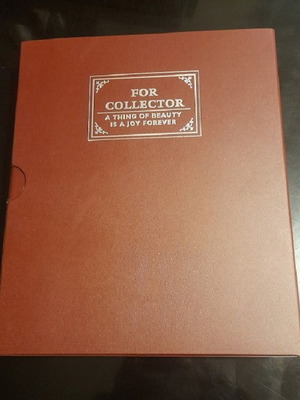 FOR
COLLECTOR
A THING OF BEAUTY
IS A JOY FOREVER